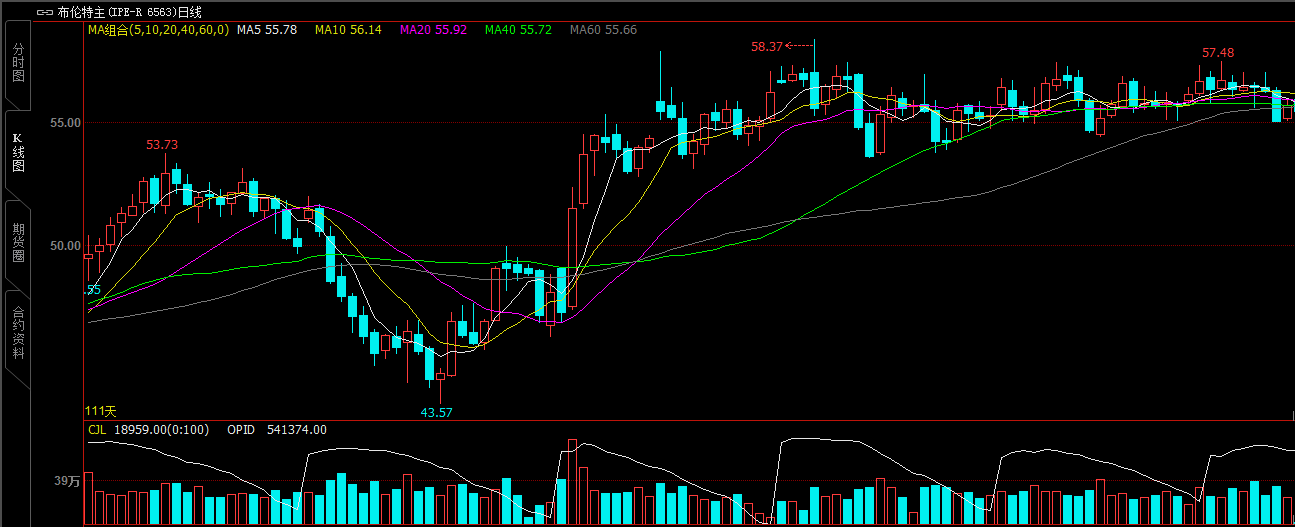 布伦特主(IPE-R 6563)日线
MA组合(5,10,20,40,60,0) MA5 55.78 MA10 56.14 MA20 55.92 MA40 55.72 MA60 55.66
分时图
K线图
期货圈
合约资料
58.37
57.48
55.00
53.73
50.00
.55
43.57
111天
CJL 18959.00(0:100) OPID 541374.00
39万